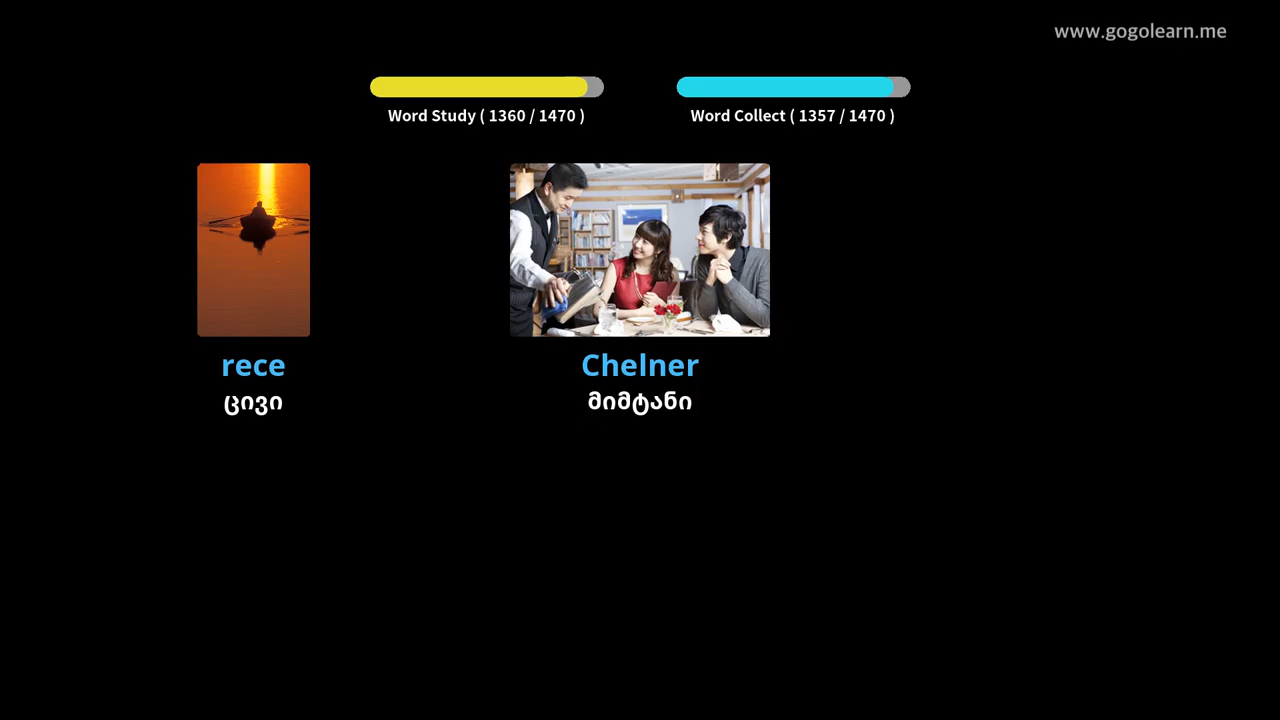 www.gogolearn.me
Word Study ( 1360 / 1470 )
Word Collect ( 1357 / 1470 )
rece
ცივი
Chelner
მიმტანი